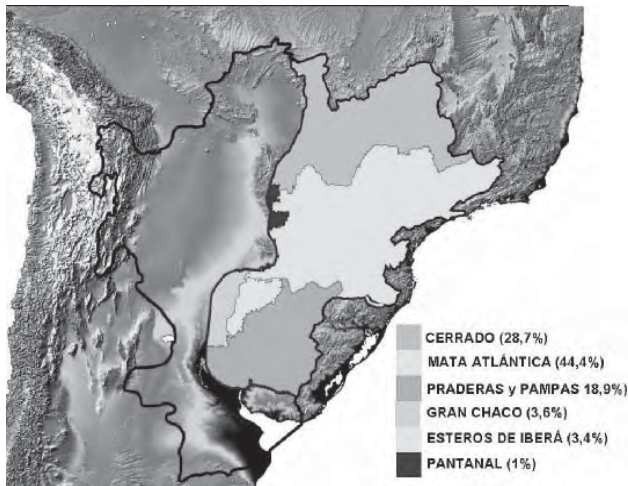 CERRADO (28,7%)
MATA ATLÁNTICA (44,4%)
PRADERAS y PAMPAS 18,9%)
GRAN CHACO (3,6%)
ESTEROS DE IBERÁ (3,4%)
PANTANAL (1%)